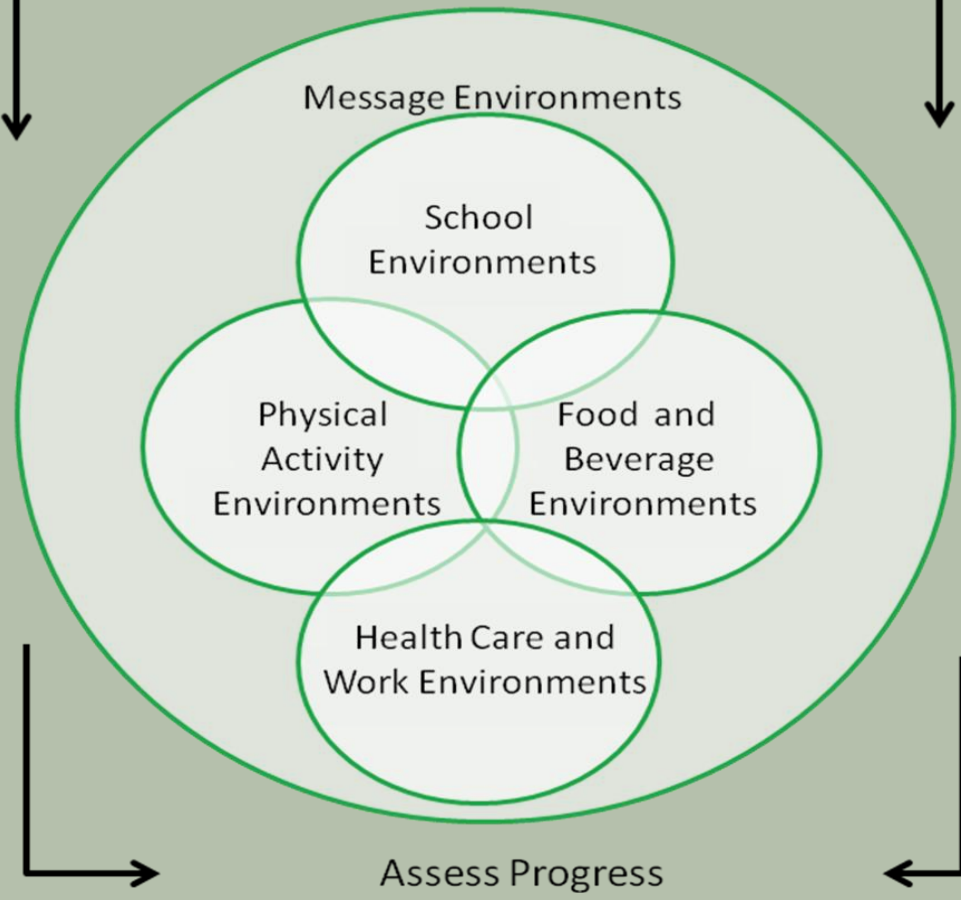 Message Environments
School
Environments
Physical
Activity
Environments
Food and
Beverage
Environments
Health Care and
Work Environments
Assess Progress